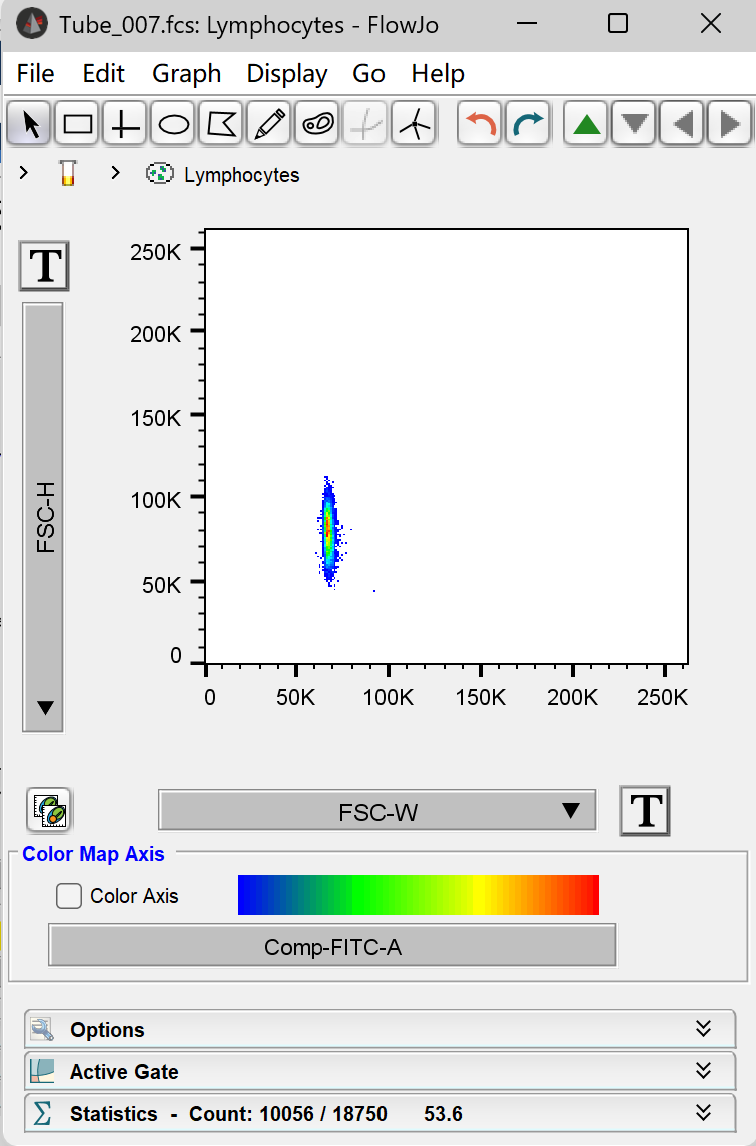 Tube_007.fcs: Lymphocytes - FlowJo
File Edit Graph Display Go Help
Lymphocytes
T
250K
200K
150K
100K
50K
0
FSC-H
0 50K 100K 150K 200K 250K
FSC-W
T
Color Map Axis
Color Axis
Comp-FITC-A
Options
Active Gate
Statistics - Count: 10056 / 18750 53.6